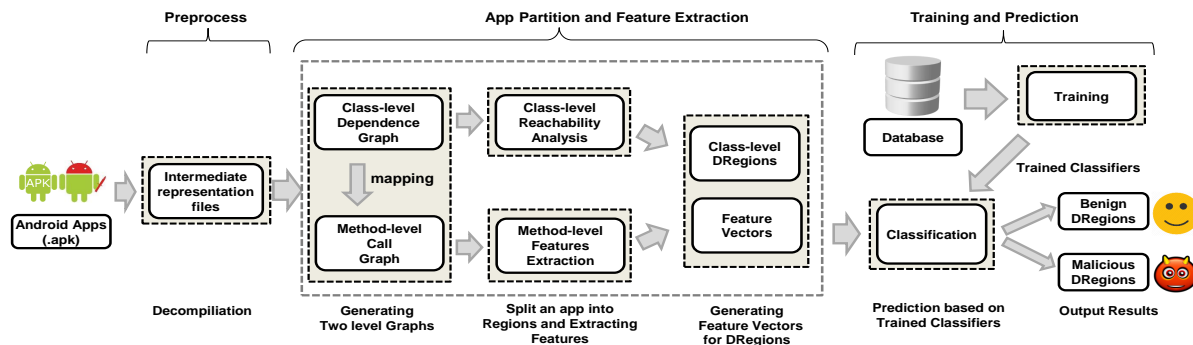 Preprocess
App Partition and Feature Extraction
Training and Prediction
APK
Android Apps
(.apk)
Intermediate
representation
files
Decompiliation
Class-level
Dependence
Graph
mapping
Method-level
Call
Graph
Generating
Two level Graphs
Class-level
Reachability
Analysis
Method-level
Features
Extraction
Split an app into
Regions and Extracting
Features
Class-level
DRegions
Feature
Vectors
Generating
Feature Vectors
for DRegions
Database
Training
Trained Classifiers
Classification
Prediction based on
Trained Classifiers
Benign
DRegions
Malicious
DRegions
Output Results